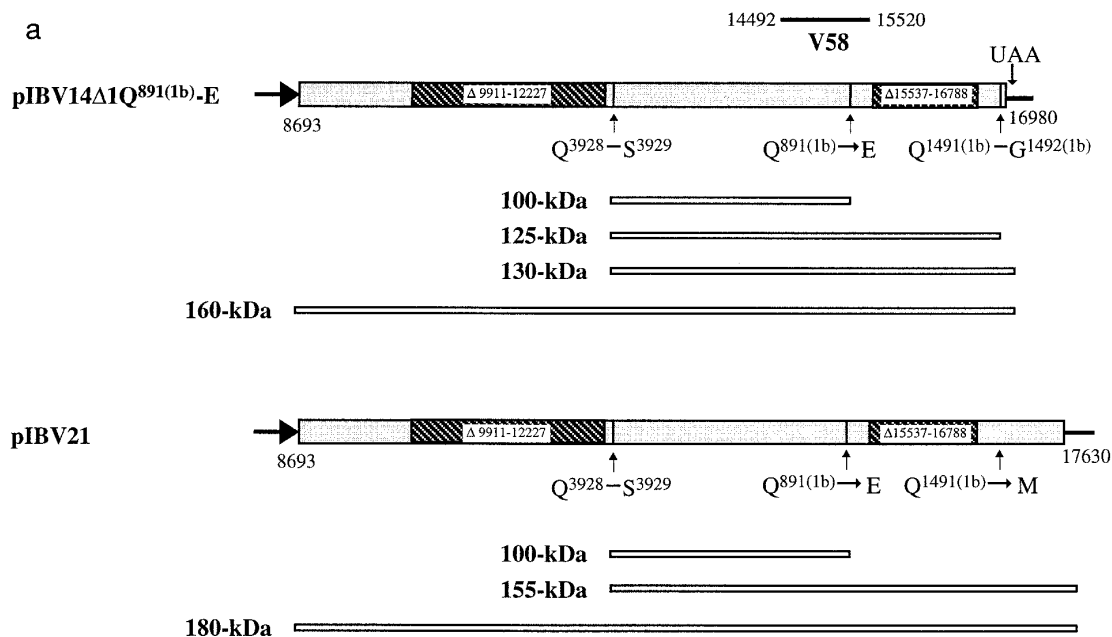 a
14492 15520
V58
UAA
pIBV14Δ1Q⁸⁹¹⁽¹ᵇ⁾-E
Δ 9911-12227
Δ15537-16788
8693
16980
Q³⁹²⁸–S³⁹²⁹
Q⁸⁹¹⁽¹ᵇ⁾→E
Q¹⁴⁹¹⁽¹ᵇ⁾–G¹⁴⁹²⁽¹ᵇ⁾
100-kDa
125-kDa
130-kDa
160-kDa
pIBV21
Δ 9911-12227
Δ15537-16788
8693
17630
Q³⁹²⁸–S³⁹²⁹
Q⁸⁹¹⁽¹ᵇ⁾→E
Q¹⁴⁹¹⁽¹ᵇ⁾→M
100-kDa
155-kDa
180-kDa